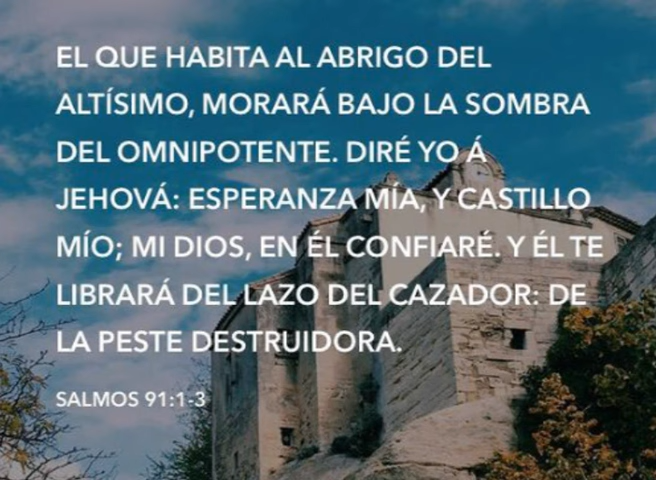 EL QUE HABITA AL ABRIGO DEL
ALTÍSIMO, MORARÁ BAJO LA SOMBRA
DEL OMNIPOTENTE. DIRÉ YO Á
JEHOVÁ: ESPERANZA MÍA, Y CASTILLO
MÍO; MI DIOS, EN ÉL CONFIARÉ. Y ÉL TE
LIBRARÁ DEL LAZO DEL CAZADOR: DE
LA PESTE DESTRUIDORA.
SALMOS 91:1-3